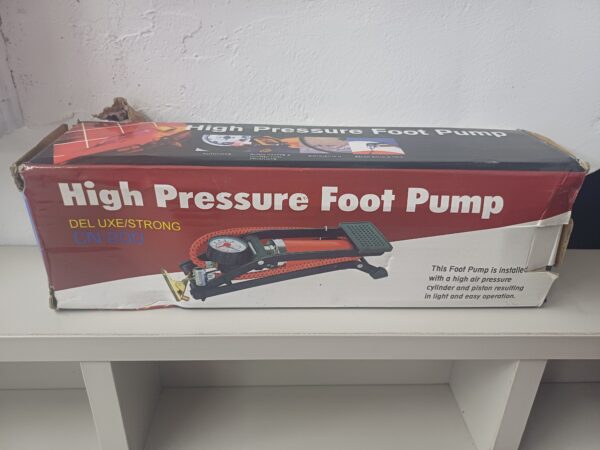 High Pressure Foot Pump
High Pressure Foot Pump
DEL UXE/STRONG
This Foot Pump is installed
with a high air pressure
cylinder and piston resulting
in light and easy operation.